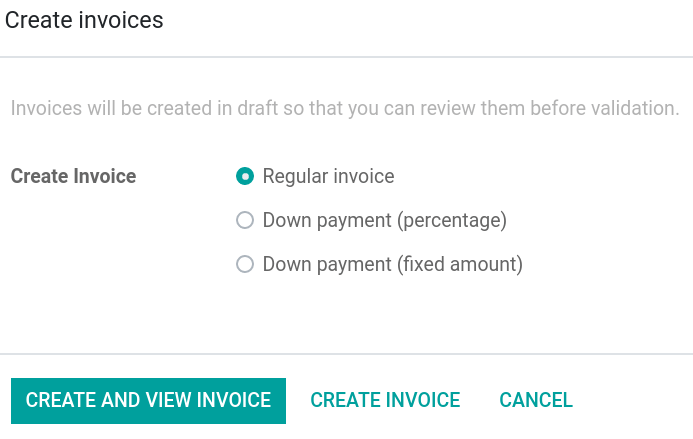 Create invoices
Invoices will be created in draft so that you can review them before validation.
Create Invoice
Regular invoice
Down payment (percentage)
Down payment (fixed amount)
CREATE AND VIEW INVOICE
CREATE INVOICE
CANCEL